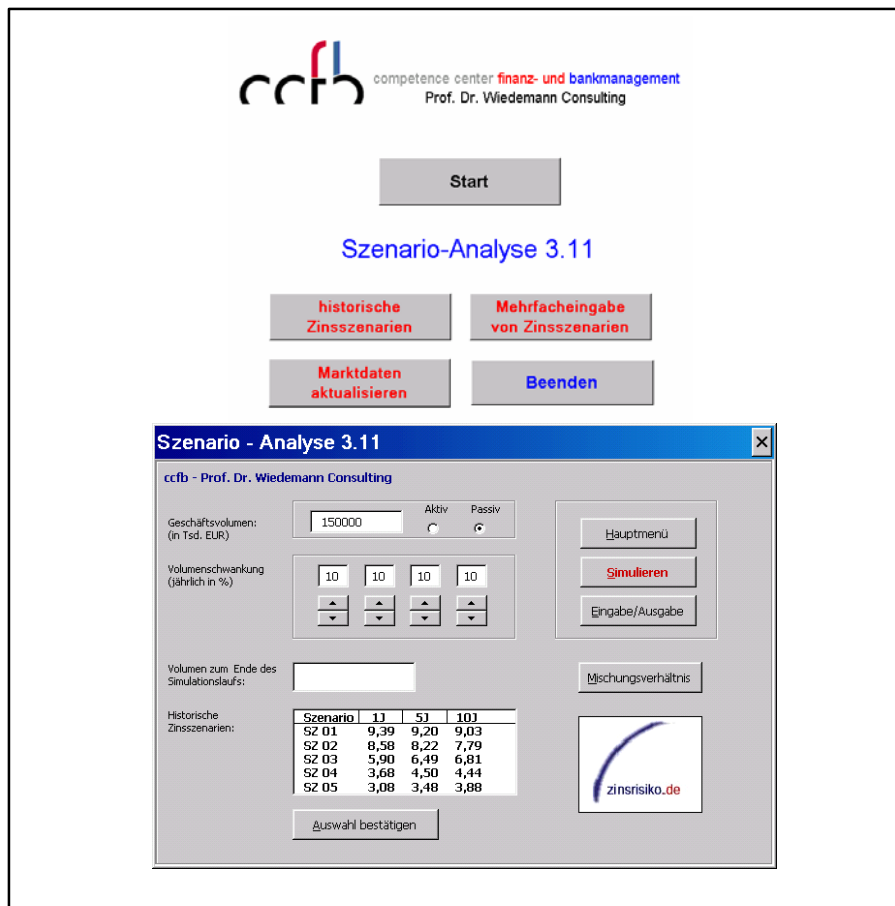 ccfb
competence center finanz- und bankmanagement
Prof. Dr. Wiedemann Consulting
Start
Szenario-Analyse 3.11
historische
Zinsszenarien
Mehrfacheingabe
von Zinsszenarien
Marktdaten
aktualisieren
Beenden
Szenario - Analyse 3.11
ccfb - Prof. Dr. Wiedemann Consulting
Geschäftsvolumen:
(in Tsd. EUR)
150000
Aktiv Passiv
Hauptmenü
Volumenschwankung
(jährlich in %)
10 10 10 10
Simulieren
Eingabe/Ausgabe
Volumen zum Ende des
Simulationslaufs:
Mischungsverhältnis
Historische
Zinsszenarien:
Szenario 1J 5J 10J
SZ 01 9,39 9,20 9,03
SZ 02 8,58 8,22 7,79
SZ 03 5,90 6,49 6,81
SZ 04 3,68 4,50 4,44
SZ 05 3,08 3,48 3,88
zinsrisiko.de
Auswahl bestätigen